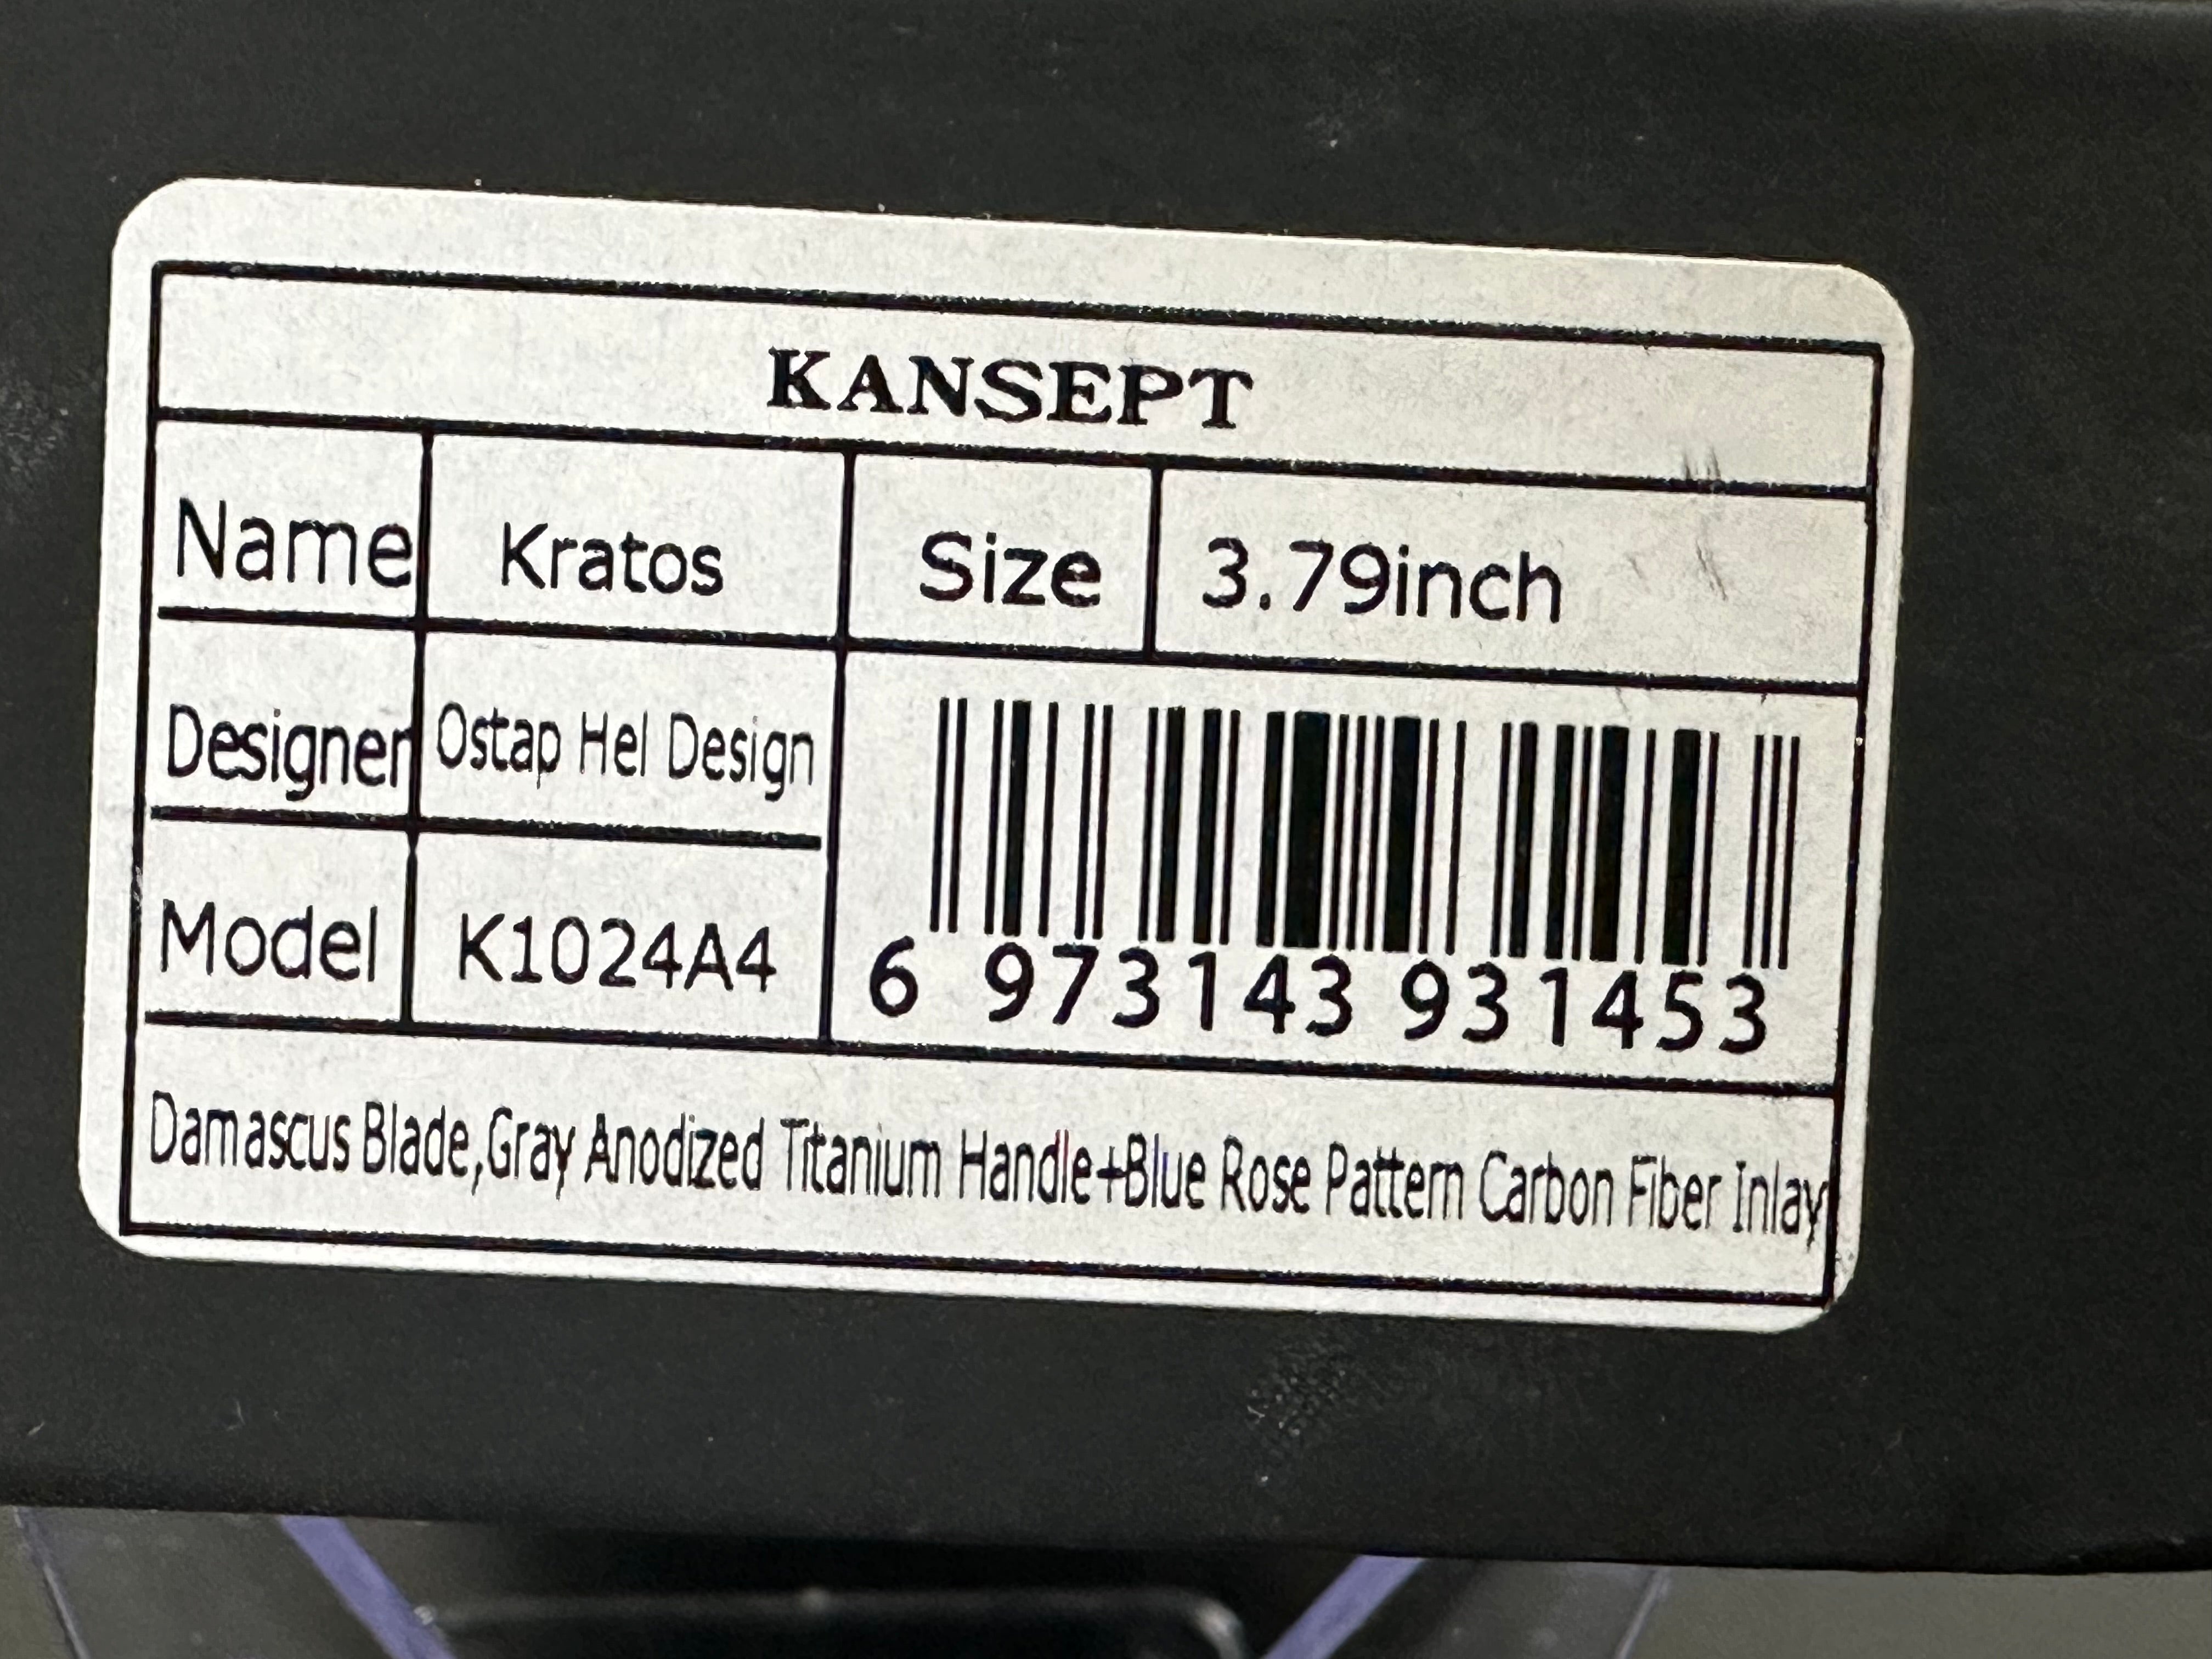 KANSEPT
Name Kratos Size 3.79inch
Designer Ostap Hel Design
Model K1024A4
6 973143 931453
Damascus Blade,Gray Anodized Titanium Handle+Blue Rose Pattern Carbon Fiber Inlay